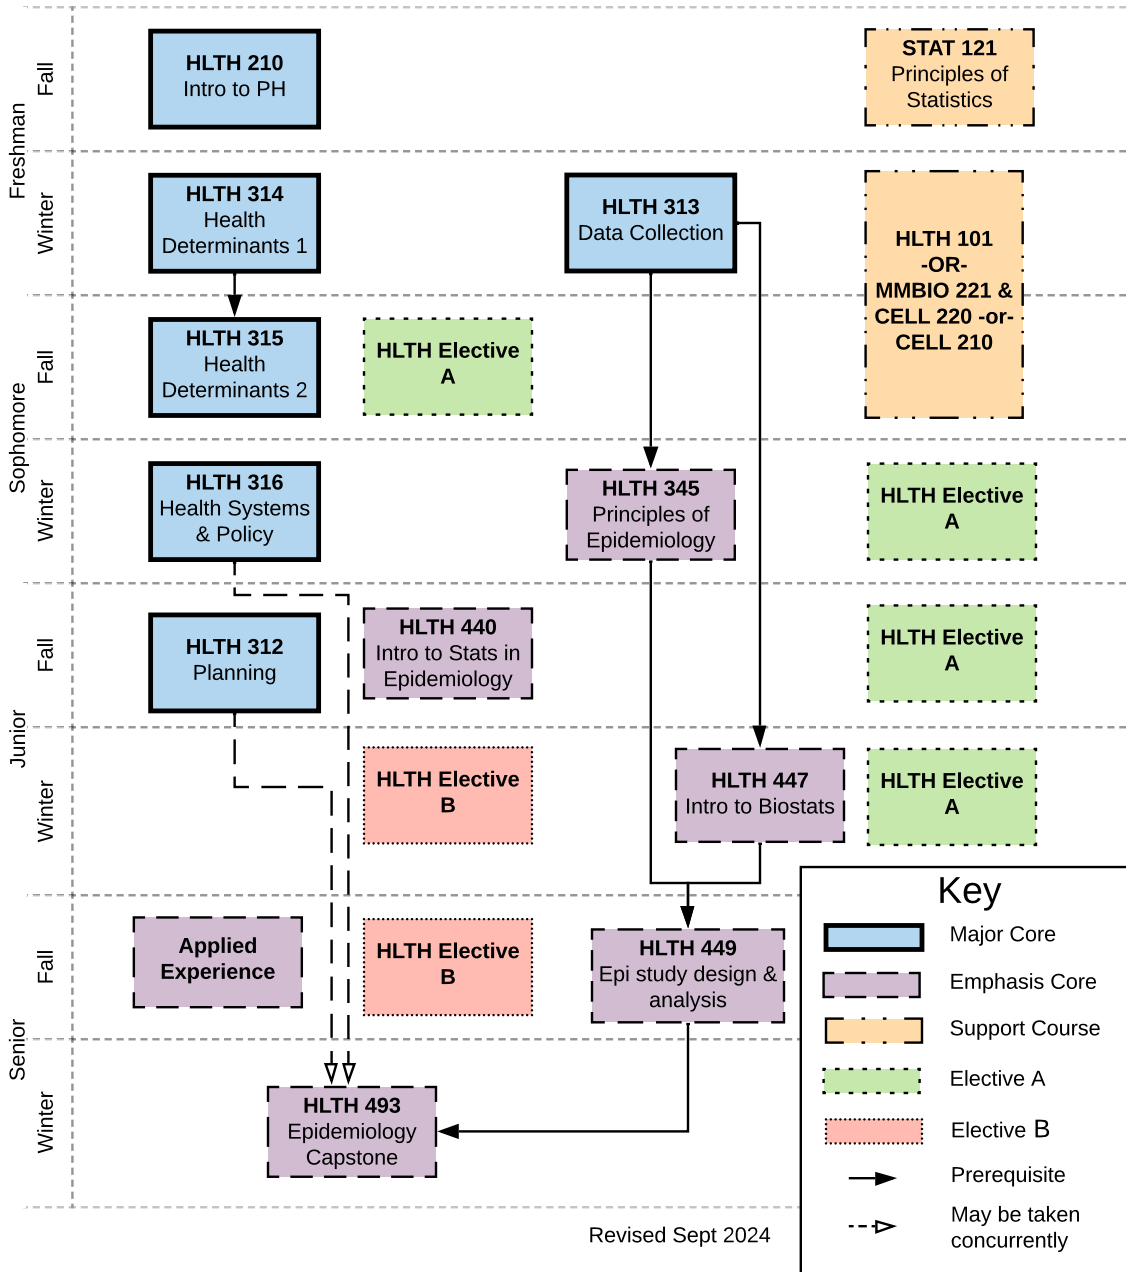 Freshman
Fall
HLTH 210
Intro to PH
STAT 121
Principles of
Statistics
Winter
HLTH 314
Health
Determinants 1
HLTH 313
Data Collection
HLTH 101
-OR-
MMBIO 221 &
CELL 220 -or-
CELL 210
Sophomore
Fall
HLTH 315
Health
Determinants 2
HLTH Elective
A
Winter
HLTH 316
Health Systems
& Policy
HLTH 345
Principles of
Epidemiology
HLTH Elective
A
Junior
Fall
HLTH 312
Planning
HLTH 440
Intro to Stats in
Epidemiology
HLTH Elective
A
Winter
HLTH Elective
B
HLTH 447
Intro to Biostats
HLTH Elective
A
Senior
Fall
Applied
Experience
HLTH Elective
B
HLTH 449
Epi study design &
analysis
Winter
HLTH 493
Epidemiology
Capstone
Key
Major Core
Emphasis Core
Support Course
Elective A
Elective B
Prerequisite
May be taken
concurrently
Revised Sept 2024